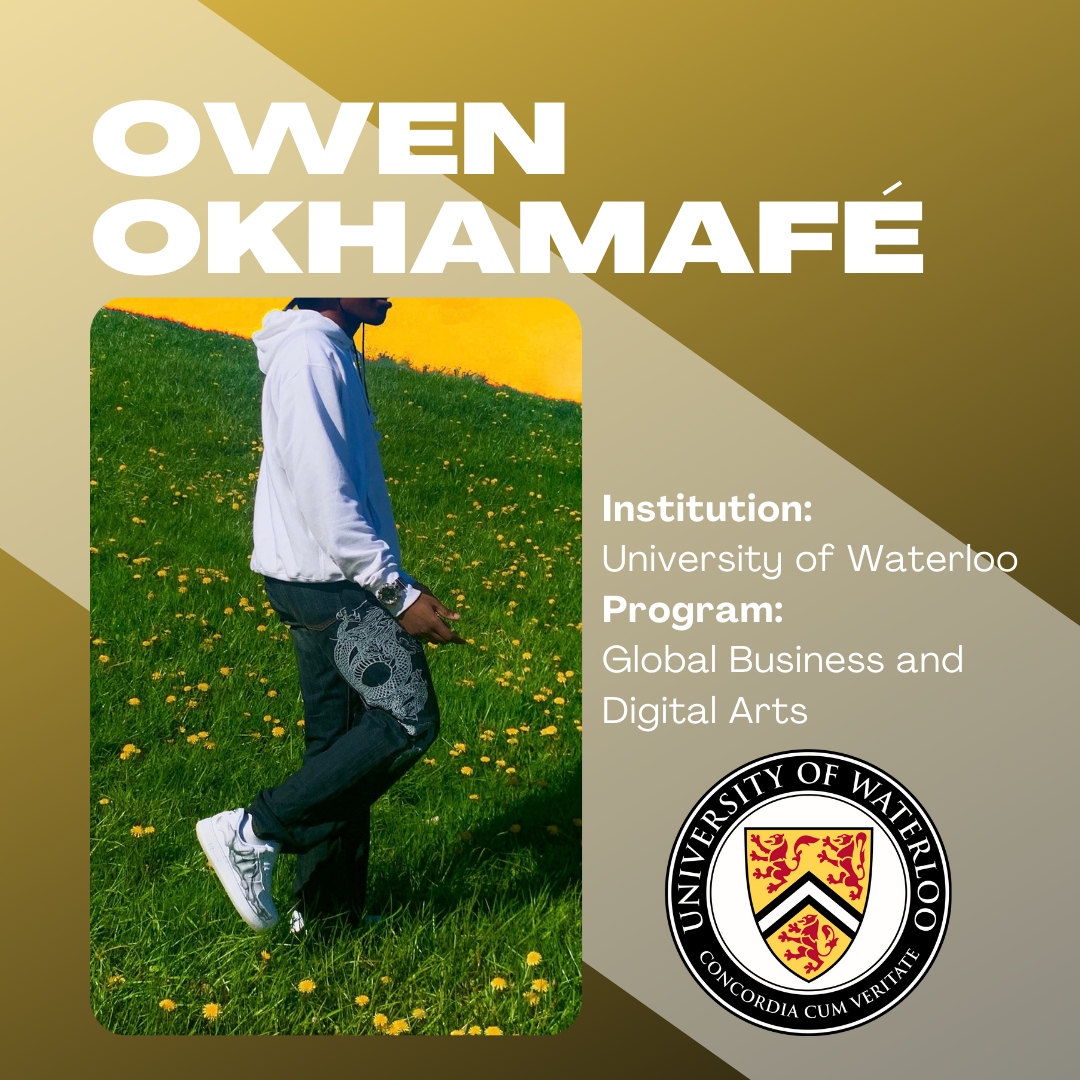 OWEN
OKHAMAFÉ
Institution:
University of Waterloo
Program:
Global Business and
Digital Arts
UNIVERSITY OF WATERLOO
CONCORDIA CUM VERITATE